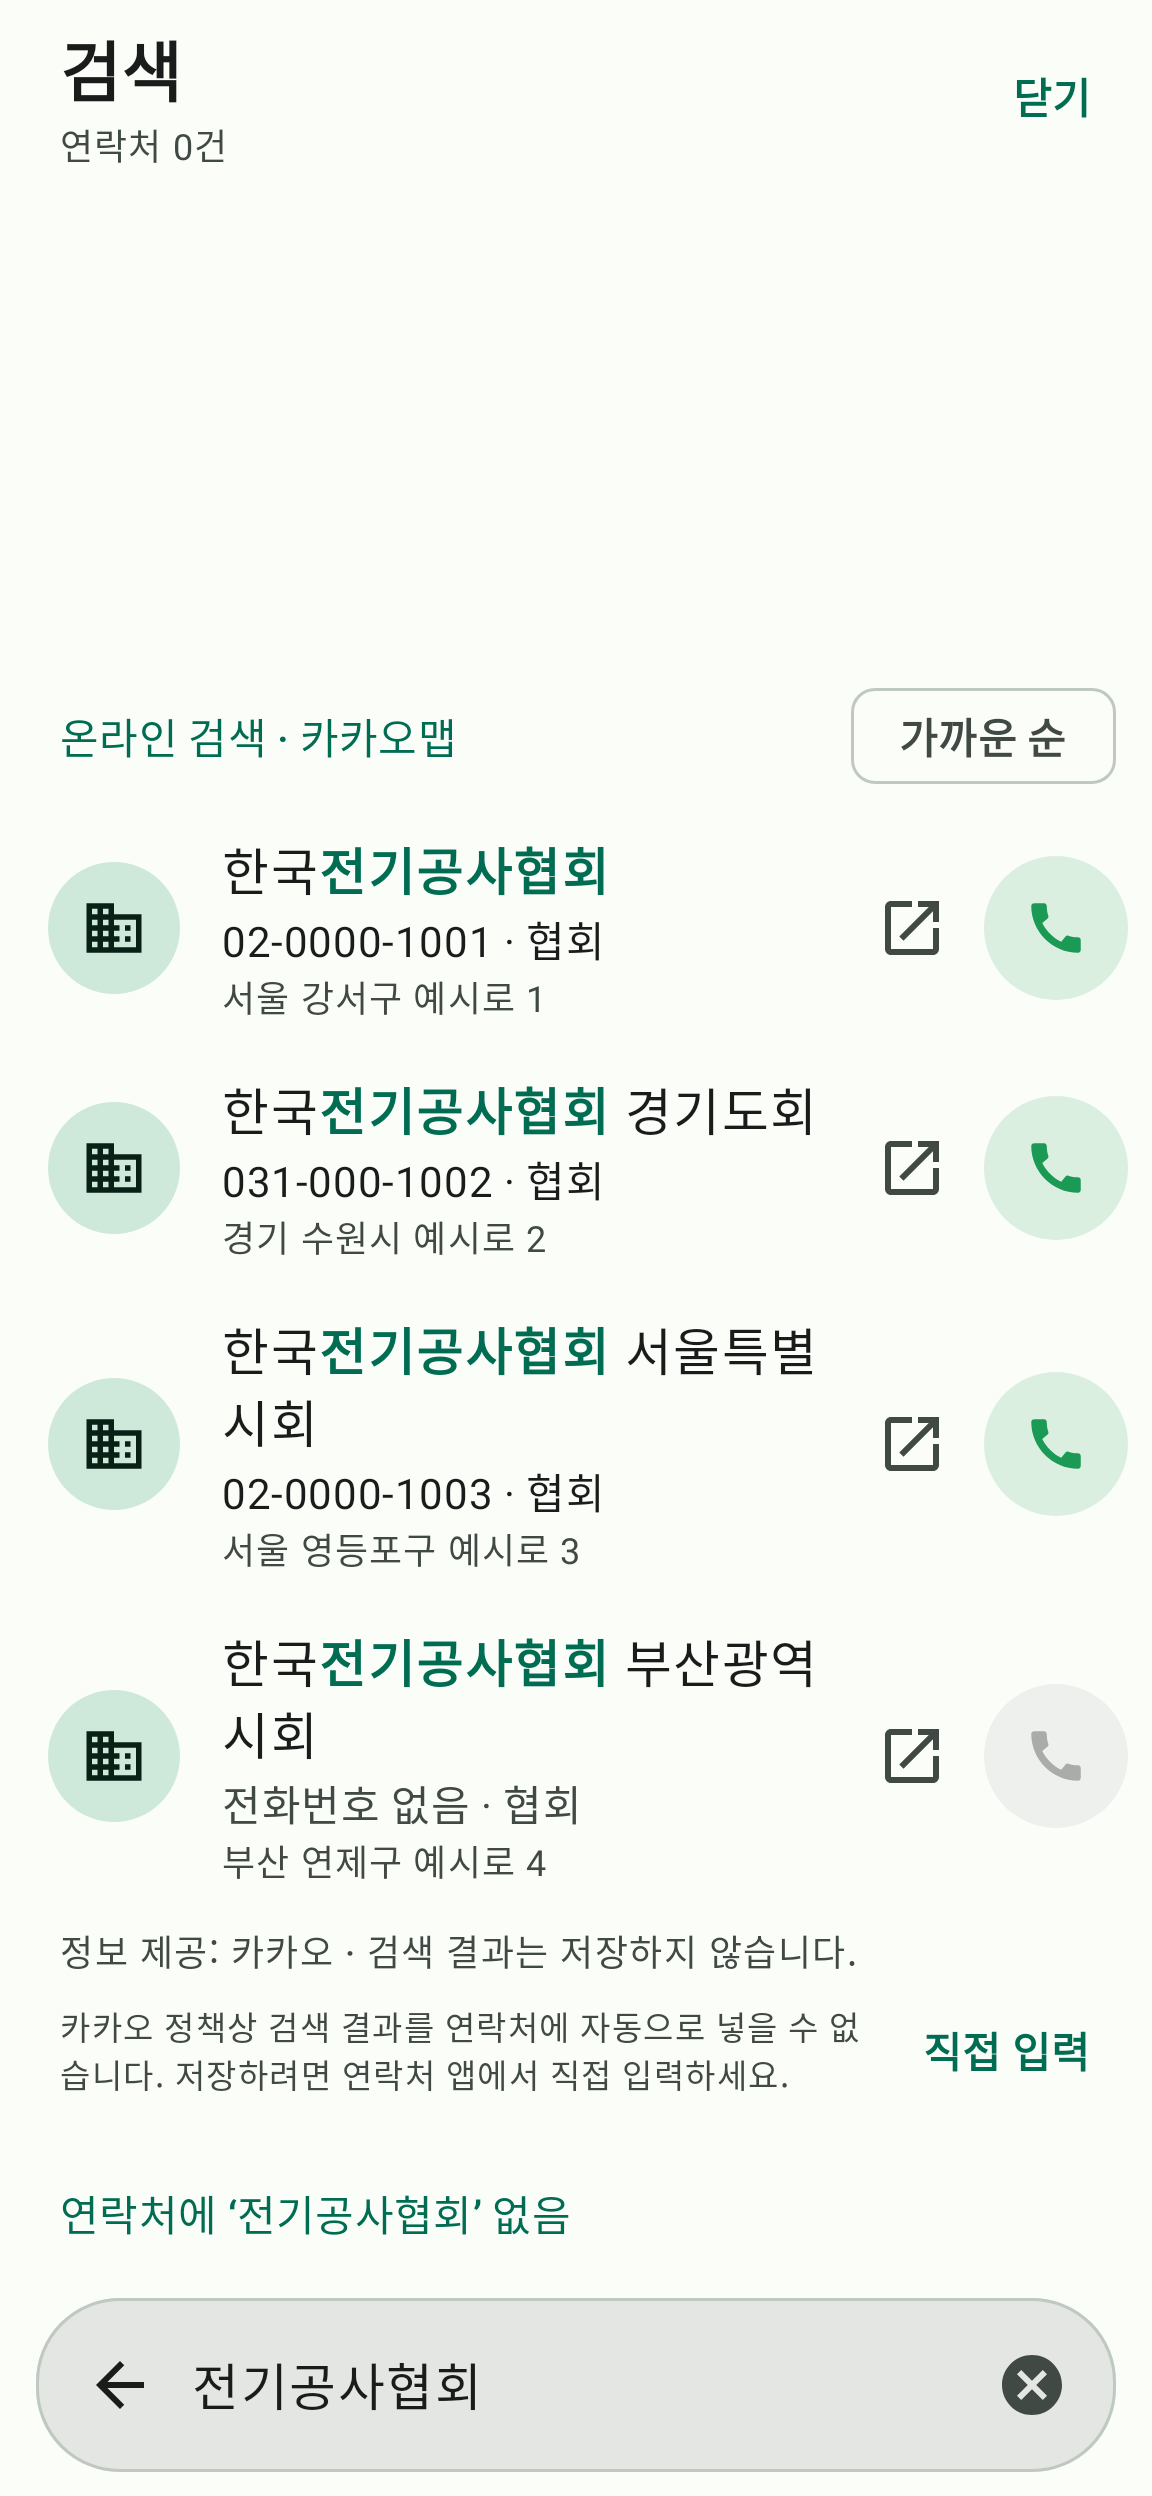 검색
닫기
연락처 0건
온라인 검색 · 카카오맵
가까운 순
한국전기공사협회
02-0000-1001 · 협회
서울 강서구 예시로 1
한국전기공사협회 경기도회
031-000-1002 · 협회
경기 수원시 예시로 2
한국전기공사협회 서울특별
시회
02-0000-1003 · 협회
서울 영등포구 예시로 3
한국전기공사협회 부산광역
시회
전화번호 없음 · 협회
부산 연제구 예시로 4
정보 제공: 카카오 · 검색 결과는 저장하지 않습니다.
카카오 정책상 검색 결과를 연락처에 자동으로 넣을 수 없
습니다. 저장하려면 연락처 앱에서 직접 입력하세요.
직접 입력
연락처에 ‘전기공사협회’ 없음
전기공사협회